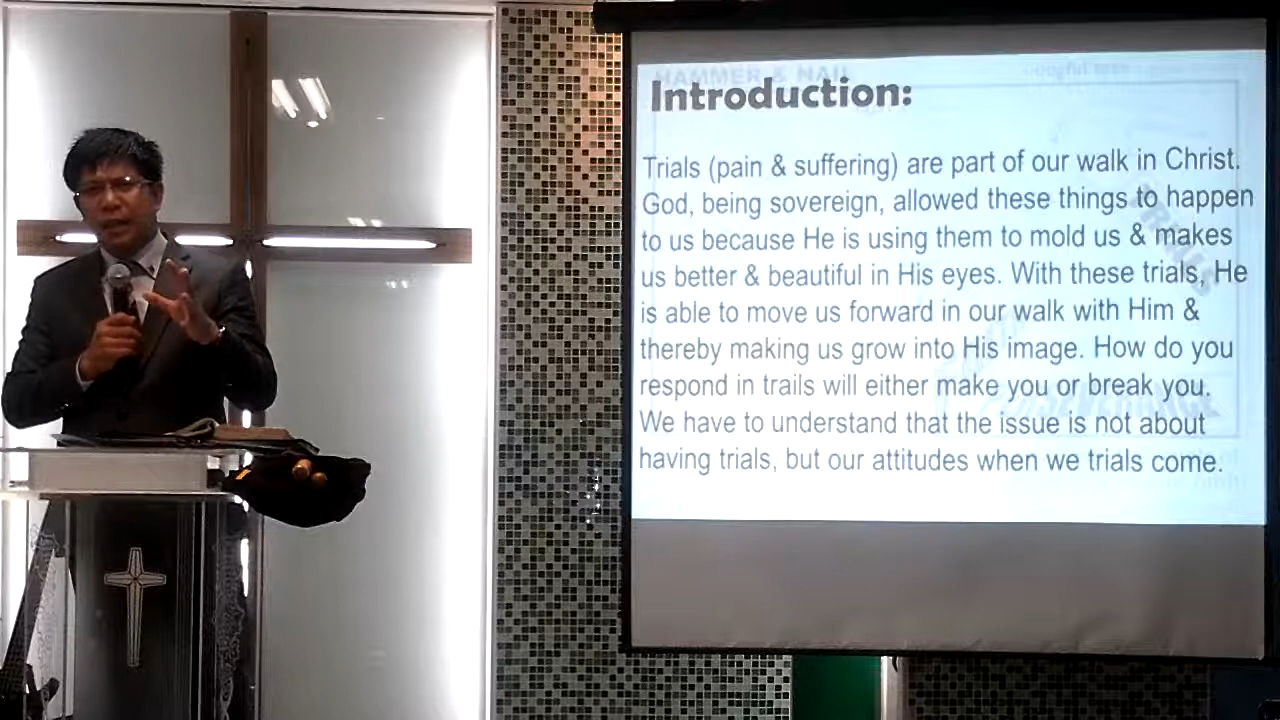 HAMMER & NAIL
Introduction:
Trials (pain & suffering) are part of our walk in Christ.
God, being sovereign, allowed these things to happen
to us because He is using them to mold us & makes
us better & beautiful in His eyes. With these trials, He
is able to move us forward in our walk with Him &
thereby making us grow into His image. How do you
respond in trails will either make you or break you.
We have to understand that the issue is not about
having trials, but our attitudes when we trials come.